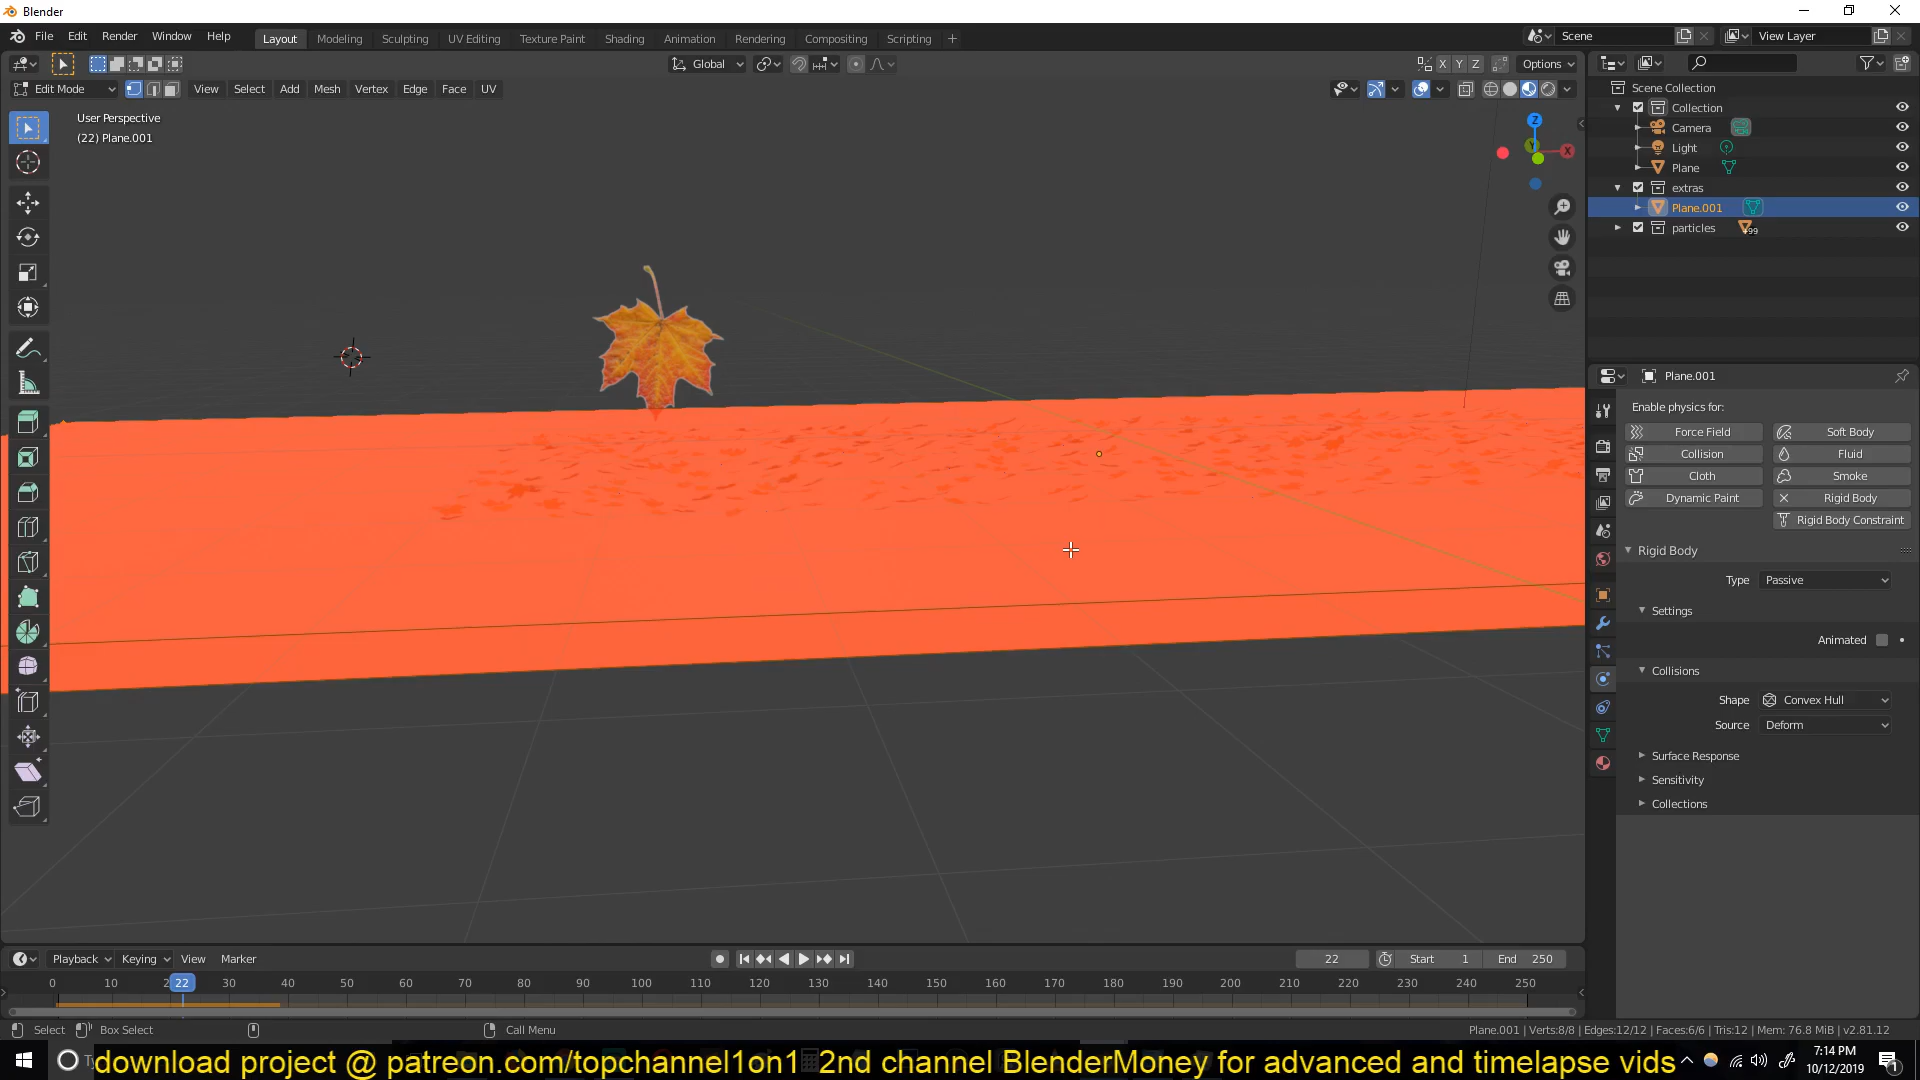 Blender
File Edit Render Window Help
Layout Modeling Sculpting UV Editing Texture Paint Shading Animation Rendering Compositing Scripting +
Scene
View Layer
Global
X Y Z
Options
Edit Mode
View Select Add Mesh Vertex Edge Face UV
User Perspective
(22) Plane.001
Z
Y
X
Scene Collection
Collection
Camera
Light
Plane
extras
Plane.001
particles
99
Plane.001
Enable physics for:
Force Field
Soft Body
Collision
Fluid
Cloth
Smoke
Dynamic Paint
Rigid Body
Rigid Body Constraint
Rigid Body
Type Passive
Settings
Animated
Collisions
Shape Convex Hull
Source Deform
Surface Response
Sensitivity
Collections
Playback Keying View Marker
22
Start 1
End 250
0 10 22 30 40 50 60 70 80 90 100 110 120 130 140 150 160 170 180 190 200 210 220 230 240 250
Select Box Select Call Menu
Plane.001 | Verts:8/8 | Edges:12/12 | Faces:6/6 | Tris:12 | Mem: 76.8 MiB | v2.81.12
download project @ patreon.com/topchannel1on1 2nd channel BlenderMoney for advanced and timelapse vids
7:14 PM
10/12/2019
1